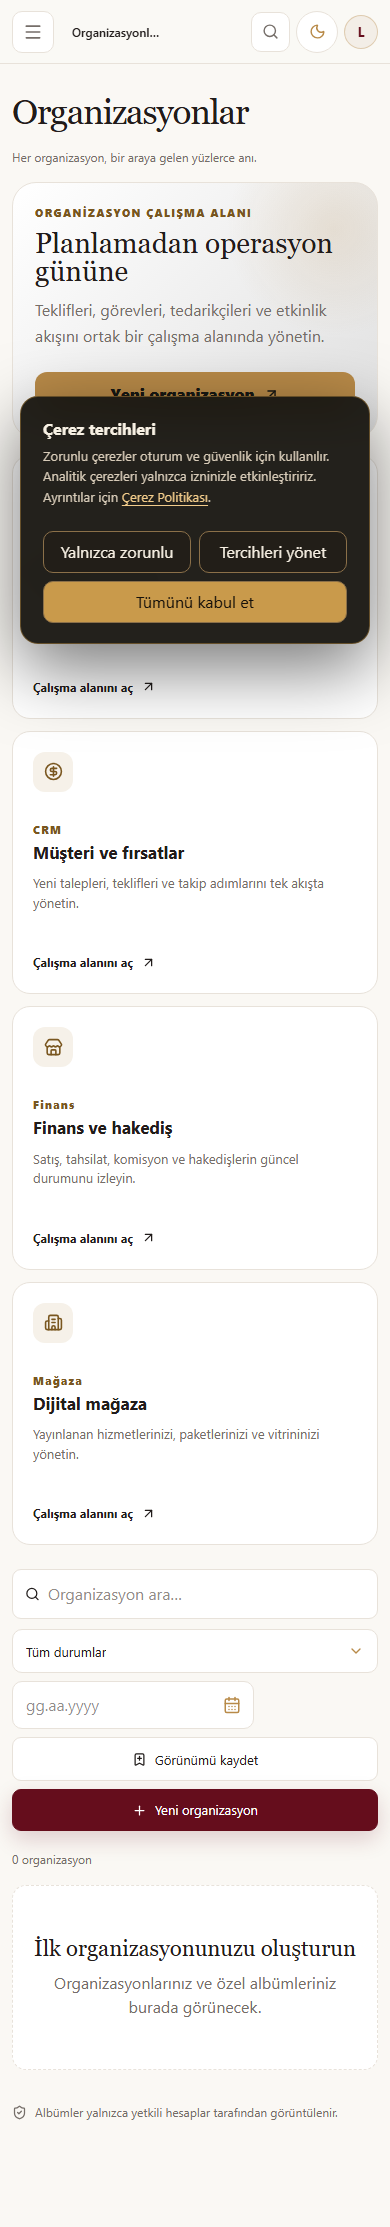 Organizasyonl...
L
Organizasyonlar
Her organizasyon, bir araya gelen yüzlerce anı.
ORGANİZASYON ÇALIŞMA ALANI
Planlamadan operasyon
gününe
Teklifleri, görevleri, tedarikçileri ve etkinlik
akışını ortak bir çalışma alanında yönetin.
Yeni organizasyon
Çerez tercihleri
Zorunlu çerezler oturum ve güvenlik için kullanılır.
Analitik çerezleri yalnızca izninizle etkinleştiririz.
Ayrıntılar için Çerez Politikası.
Yalnızca zorunlu
Tercihleri yönet
Tümünü kabul et
Çalışma alanını aç
CRM
Müşteri ve fırsatlar
Yeni talepleri, teklifleri ve takip adımlarını tek akışta
yönetin.
Çalışma alanını aç
Finans
Finans ve hakediş
Satış, tahsilat, komisyon ve hakedişlerin güncel
durumunu izleyin.
Çalışma alanını aç
Mağaza
Dijital mağaza
Yayınlanan hizmetlerinizi, paketlerinizi ve vitrininizi
yönetin.
Çalışma alanını aç
Organizasyon ara...
Tüm durumlar
gg.aa.yyyy
Görünümü kaydet
Yeni organizasyon
0 organizasyon
İlk organizasyonunuzu oluşturun
Organizasyonlarınız ve özel albümleriniz
burada görünecek.
Albümler yalnızca yetkili hesaplar tarafından görüntülenir.